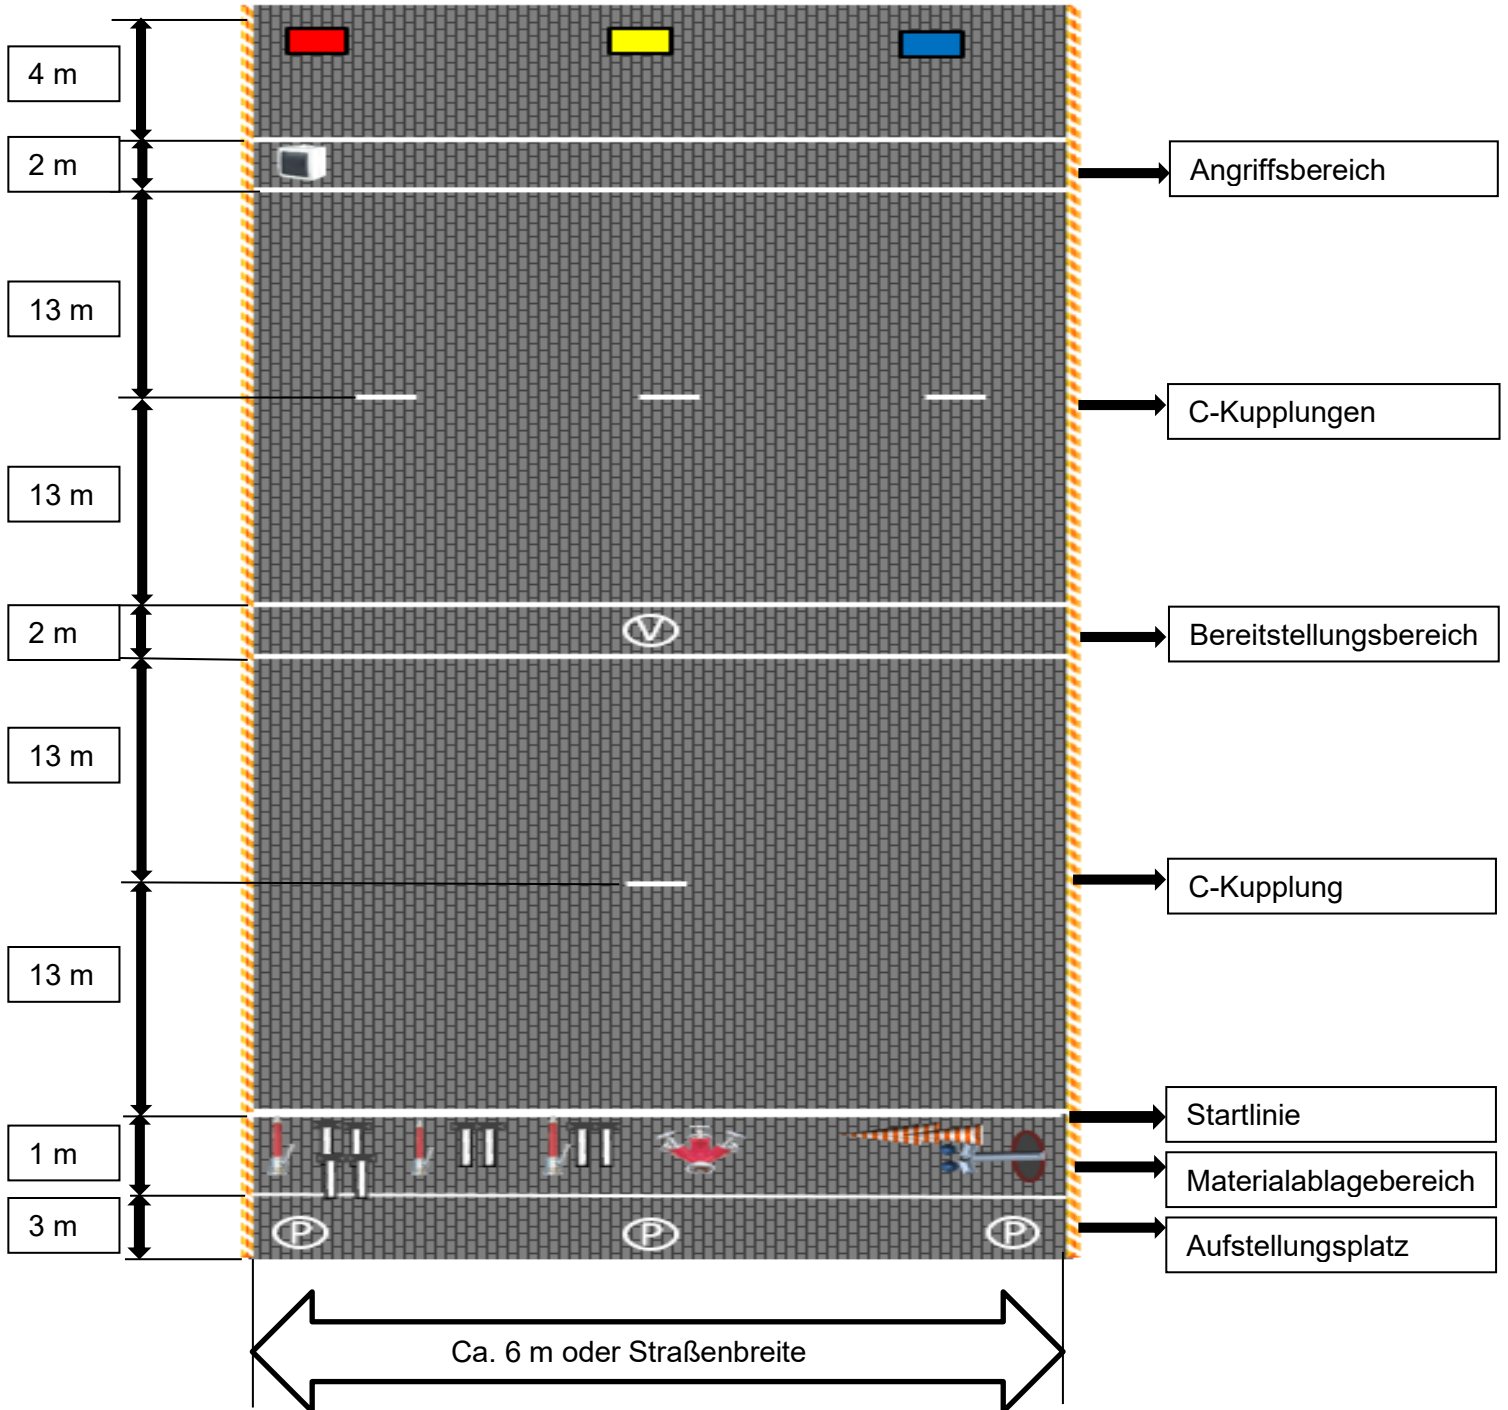 4 m
2 m
Angriffsbereich
13 m
C-Kupplungen
13 m
2 m
V
Bereitstellungsbereich
13 m
C-Kupplung
13 m
Startlinie
1 m
Materialablagebereich
3 m
P P P
Aufstellungsplatz
Ca. 6 m oder Straßenbreite